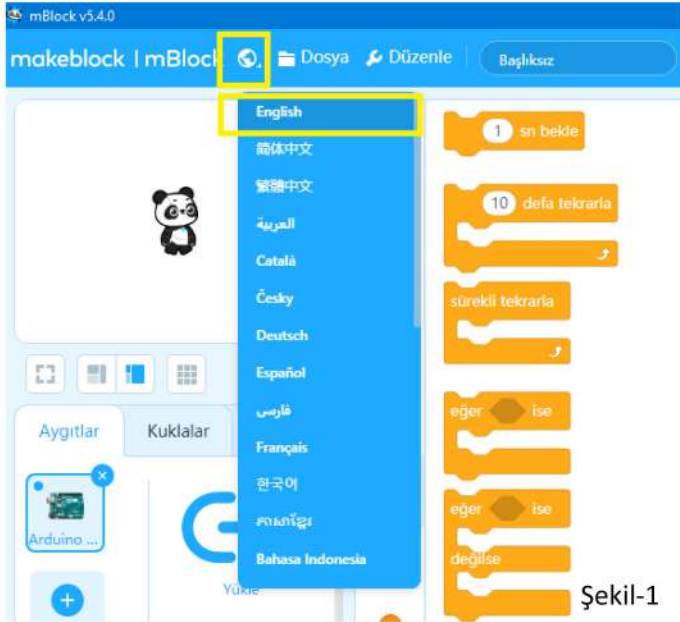 mBlock v5.4.0
makeblock | mBlock
Dosya
Düzenle
Başlıksız
English
简体中文
繁體中文
العربية
Català
Česky
Deutsch
Español
فارسی
Français
한국어
ភាសាខ្មែរ
Bahasa Indonesia
1 sn bekle
10 defa tekrarla
sürekli tekrarla
eğer ise
eğer ise
değilse
Aygıtlar
Kuklalar
Arduino ...
Yükle
Şekil-1